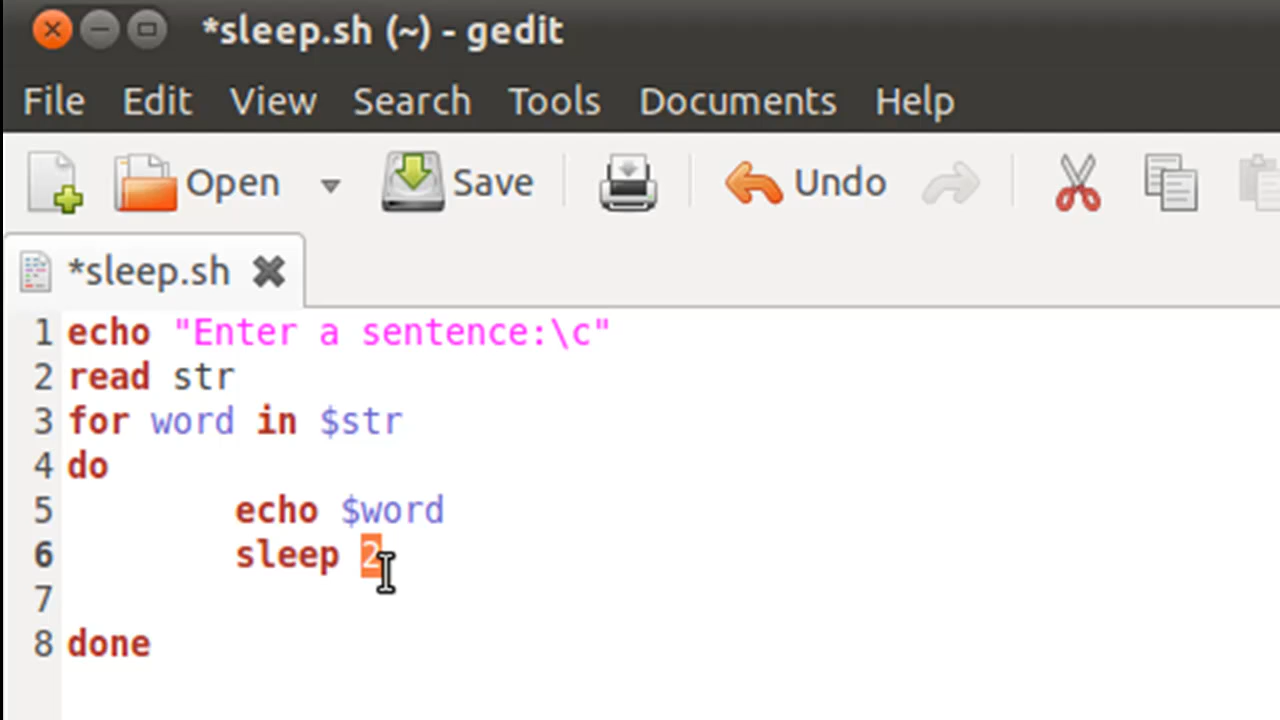 *sleep.sh (~) - gedit
File Edit View Search Tools Documents Help
Open Save Undo
*sleep.sh
1 echo "Enter a sentence:\c"
2 read str
3 for word in $str
4 do
5 echo $word
6 sleep 2
7
8 done